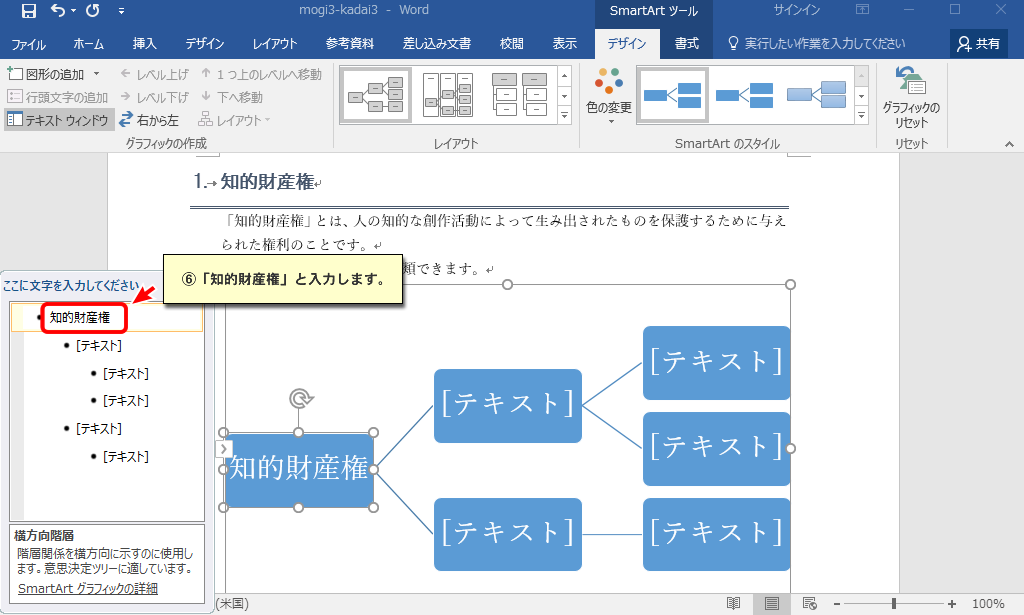 mogi3-kadai3 - Word
SmartArt ツール
サインイン
ファイル ホーム 挿入 デザイン レイアウト 参考資料 差し込み文書 校閲 表示 デザイン 書式 実行したい作業を入力してください 共有
図形の追加 レベル上げ 1 つ上のレベルへ移動
行頭文字の追加 レベル下げ 下へ移動
テキスト ウィンドウ 右から左 レイアウト
色の変更
グラフィックの
リセット
グラフィックの作成 レイアウト SmartArt のスタイル リセット
1.→ 知的財産権
「知的財産権」とは、人の知的な創作活動によって生み出されたものを保護するために与え
られた権利のことです。
類できます。
⑥「知的財産権」と入力します。
ここに文字を入力してください
知的財産権
[テキスト]
[テキスト]
[テキスト]
[テキスト]
[テキスト]
横方向階層
階層関係を横方向に示すのに使用し
ます。意思決定ツリーに適しています。
SmartArt グラフィックの詳細
知的財産権
[テキスト]
[テキスト]
[テキスト]
[テキスト]
[テキスト]
(米国)
100%